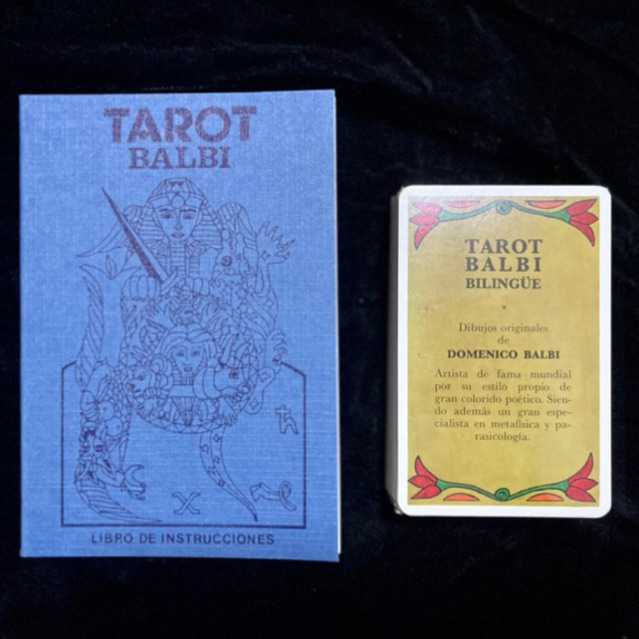 TAROT
BALBI
X
LIBRO DE INSTRUCCIONES
TAROT
BALBI
BILINGÜE
Dibujos originales
de
DOMENICO BALBI
Artista de fama mundial
por su estilo propio de
gran colorido poético. Sien-
do además un gran espe-
cialista en metafísica y pa-
rasicología.